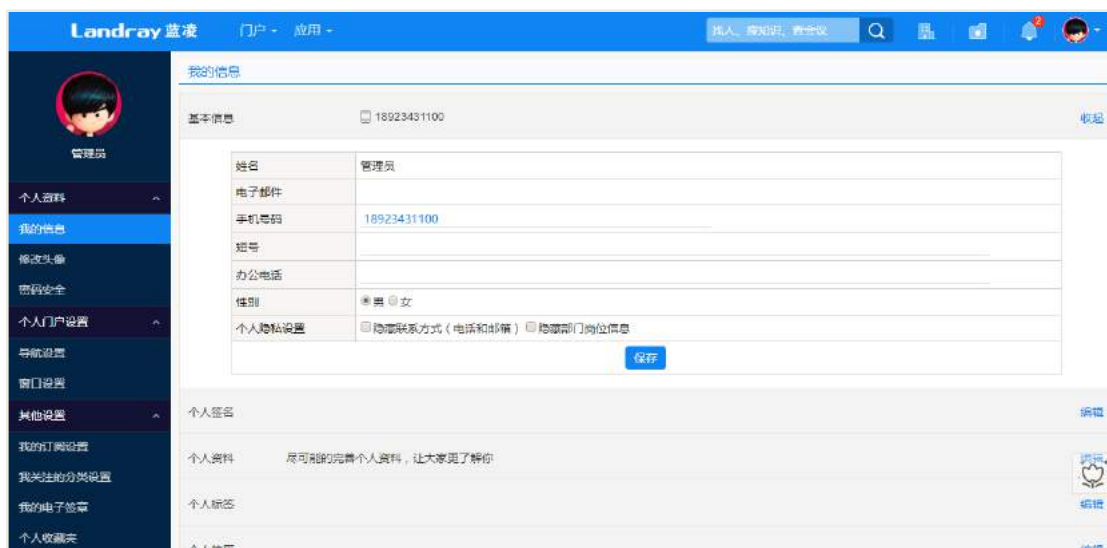 Landray 蓝凌 门户 应用 找人、搜知识、查会议 2
管理员
个人资料
我的信息
修改头像
密码安全
个人门户设置
导航设置
窗口设置
其他设置
我的订阅设置
我关注的分类设置
我的电子签章
个人收藏夹
我的信息
基本信息 18923431100 收起
姓名 管理员
电子邮件
手机号码 18923431100
短号
办公电话
性别 男 女
个人隐私设置 隐藏联系方式（电话和邮箱） 隐藏部门岗位信息
保存
个人签名 编辑
个人资料 尽可能的完善个人资料，让大家更了解你 编辑
个人标签 编辑